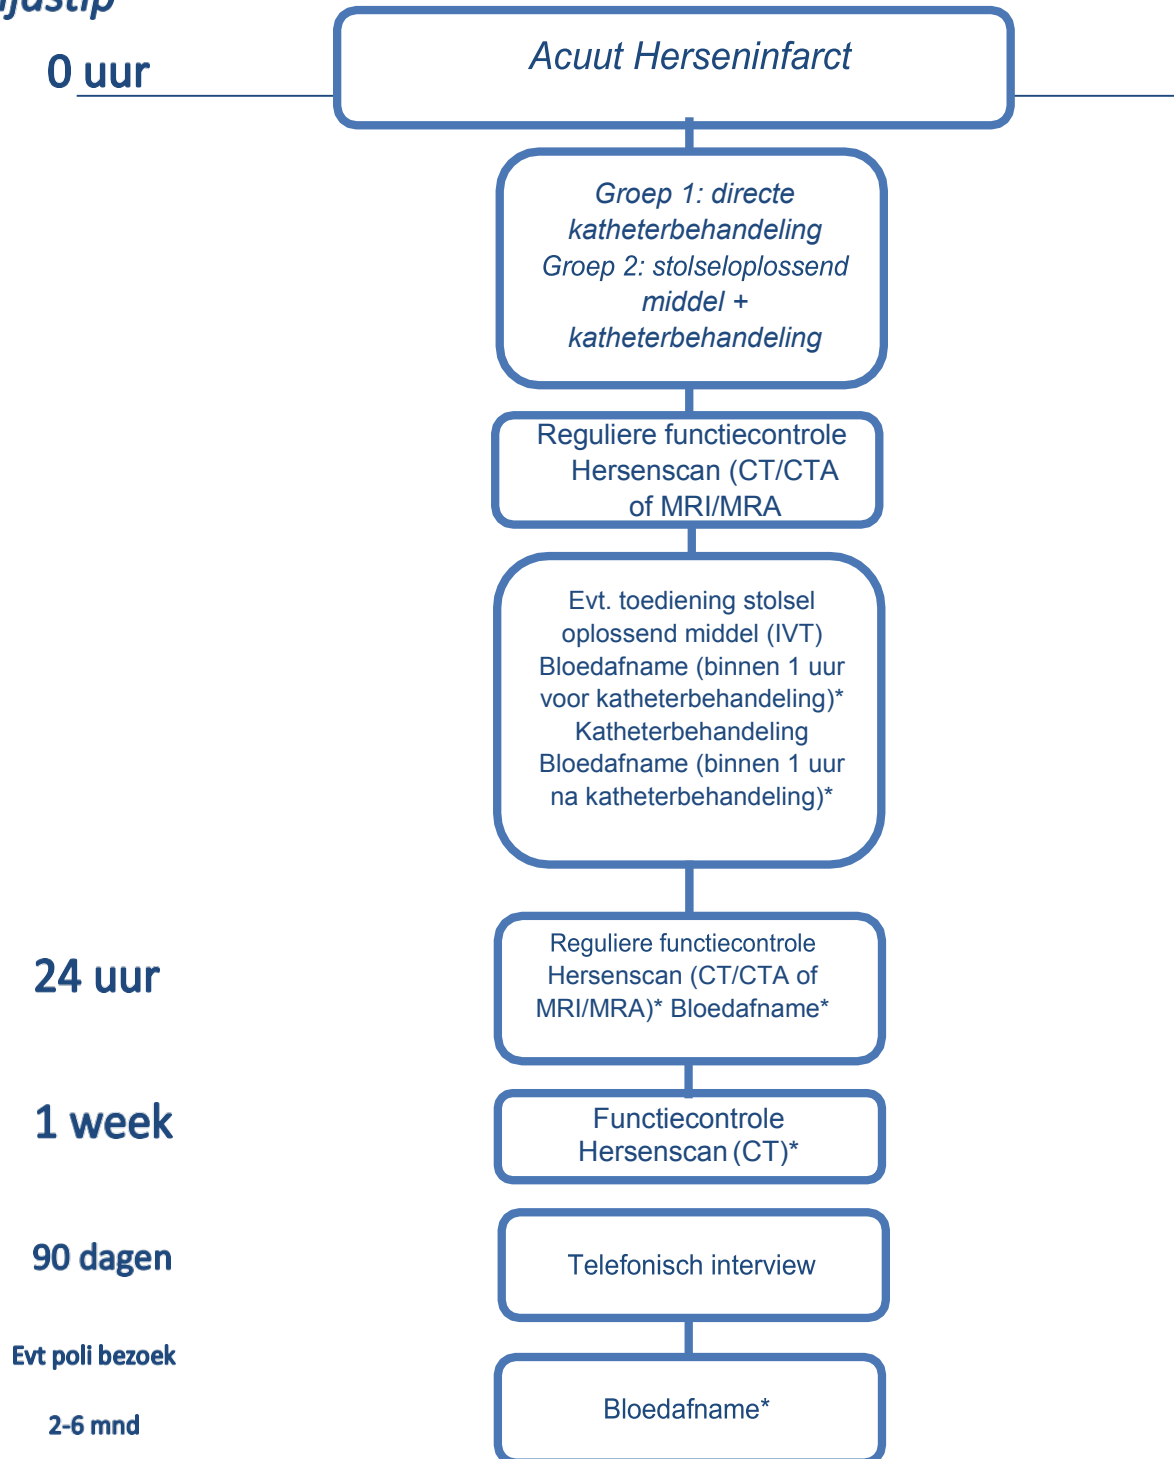 0 uur
Acuut Herseninfarct
Groep 1: directe
katheterbehandeling
Groep 2: stolseloplossend
middel +
katheterbehandeling
Reguliere functiecontrole
Hersenscan (CT/CTA
of MRI/MRA
Evt. toediening stolsel
oplossend middel (IVT)
Bloedafname (binnen 1 uur
voor katheterbehandeling)*
Katheterbehandeling
Bloedafname (binnen 1 uur
na katheterbehandeling)*
24 uur
Reguliere functiecontrole
Hersenscan (CT/CTA of
MRI/MRA)* Bloedafname*
1 week
Functiecontrole
Hersenscan (CT)*
90 dagen
Telefonisch interview
Evt poli bezoek
2-6 mnd
Bloedafname*